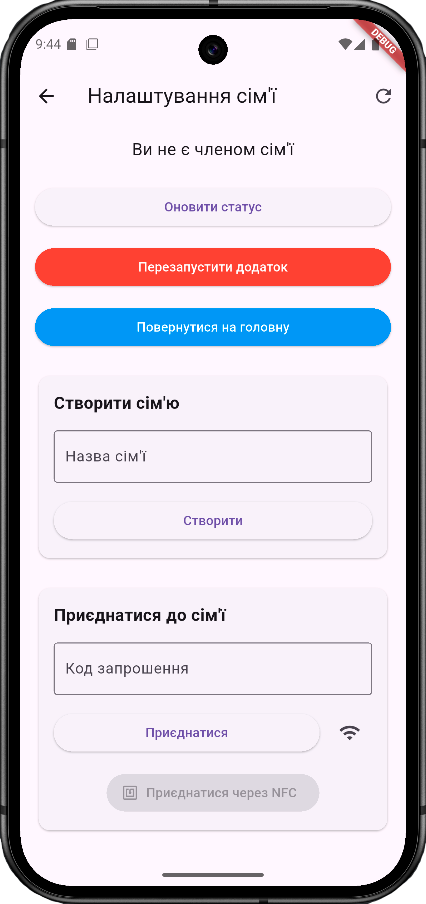 9:44
DEBUG
Налаштування сім'ї
Ви не є членом сім'ї
Оновити статус
Перезапустити додаток
Повернутися на головну
Створити сім'ю
Назва сім'ї
Створити
Приєднатися до сім'ї
Код запрошення
Приєднатися
Приєднатися через NFC